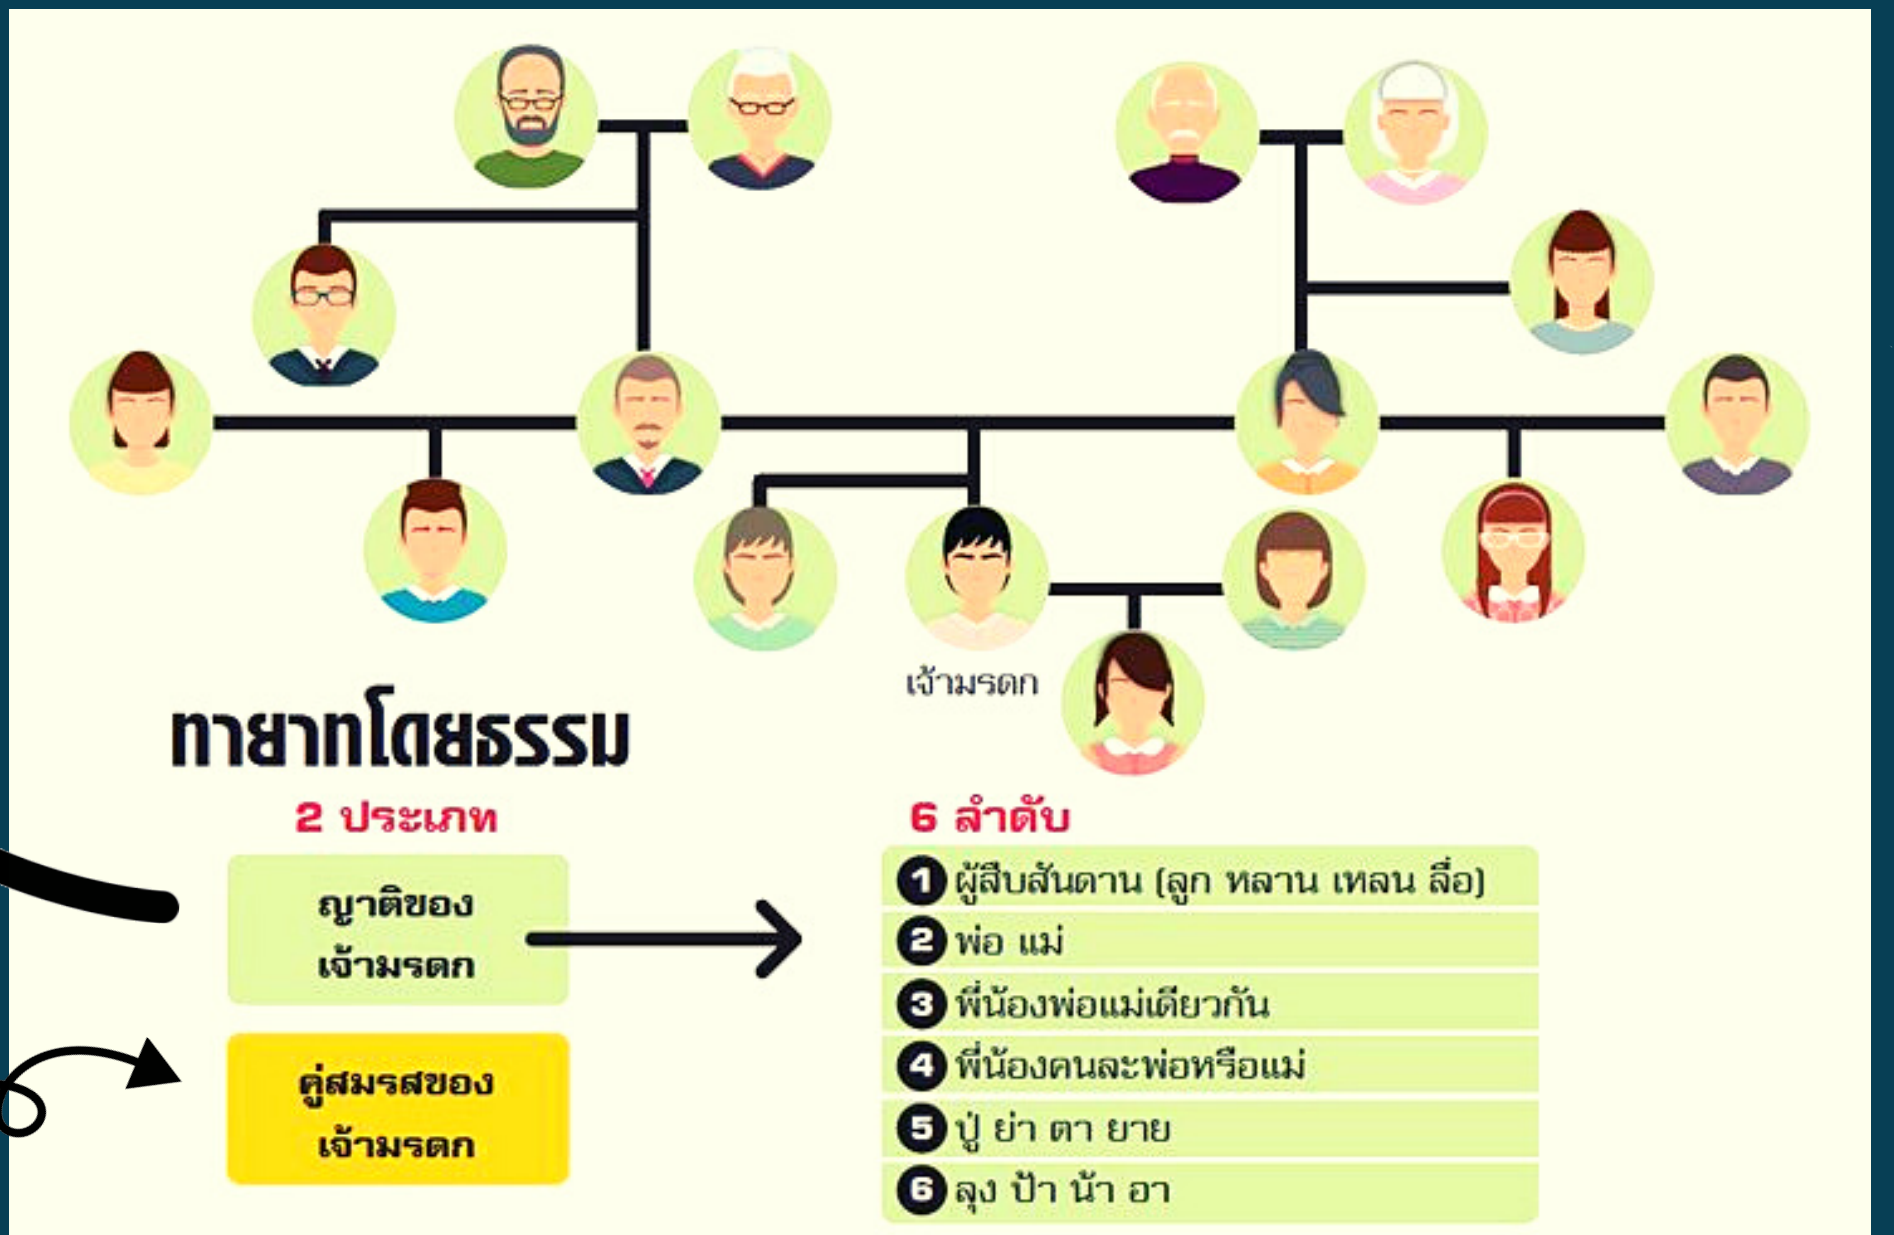 เจ้ามรดก
ทายาทโดยธรรม
2 ประเภท
ญาติของ
เจ้ามรดก
คู่สมรสของ
เจ้ามรดก
6 ลำดับ
1 ผู้สืบสันดาน (ลูก หลาน เหลน ลื่อ)
2 พ่อ แม่
3 พี่น้องพ่อแม่เดียวกัน
4 พี่น้องคนละพ่อหรือแม่
5 ปู่ ย่า ตา ยาย
6 ลุง ป้า น้า อา